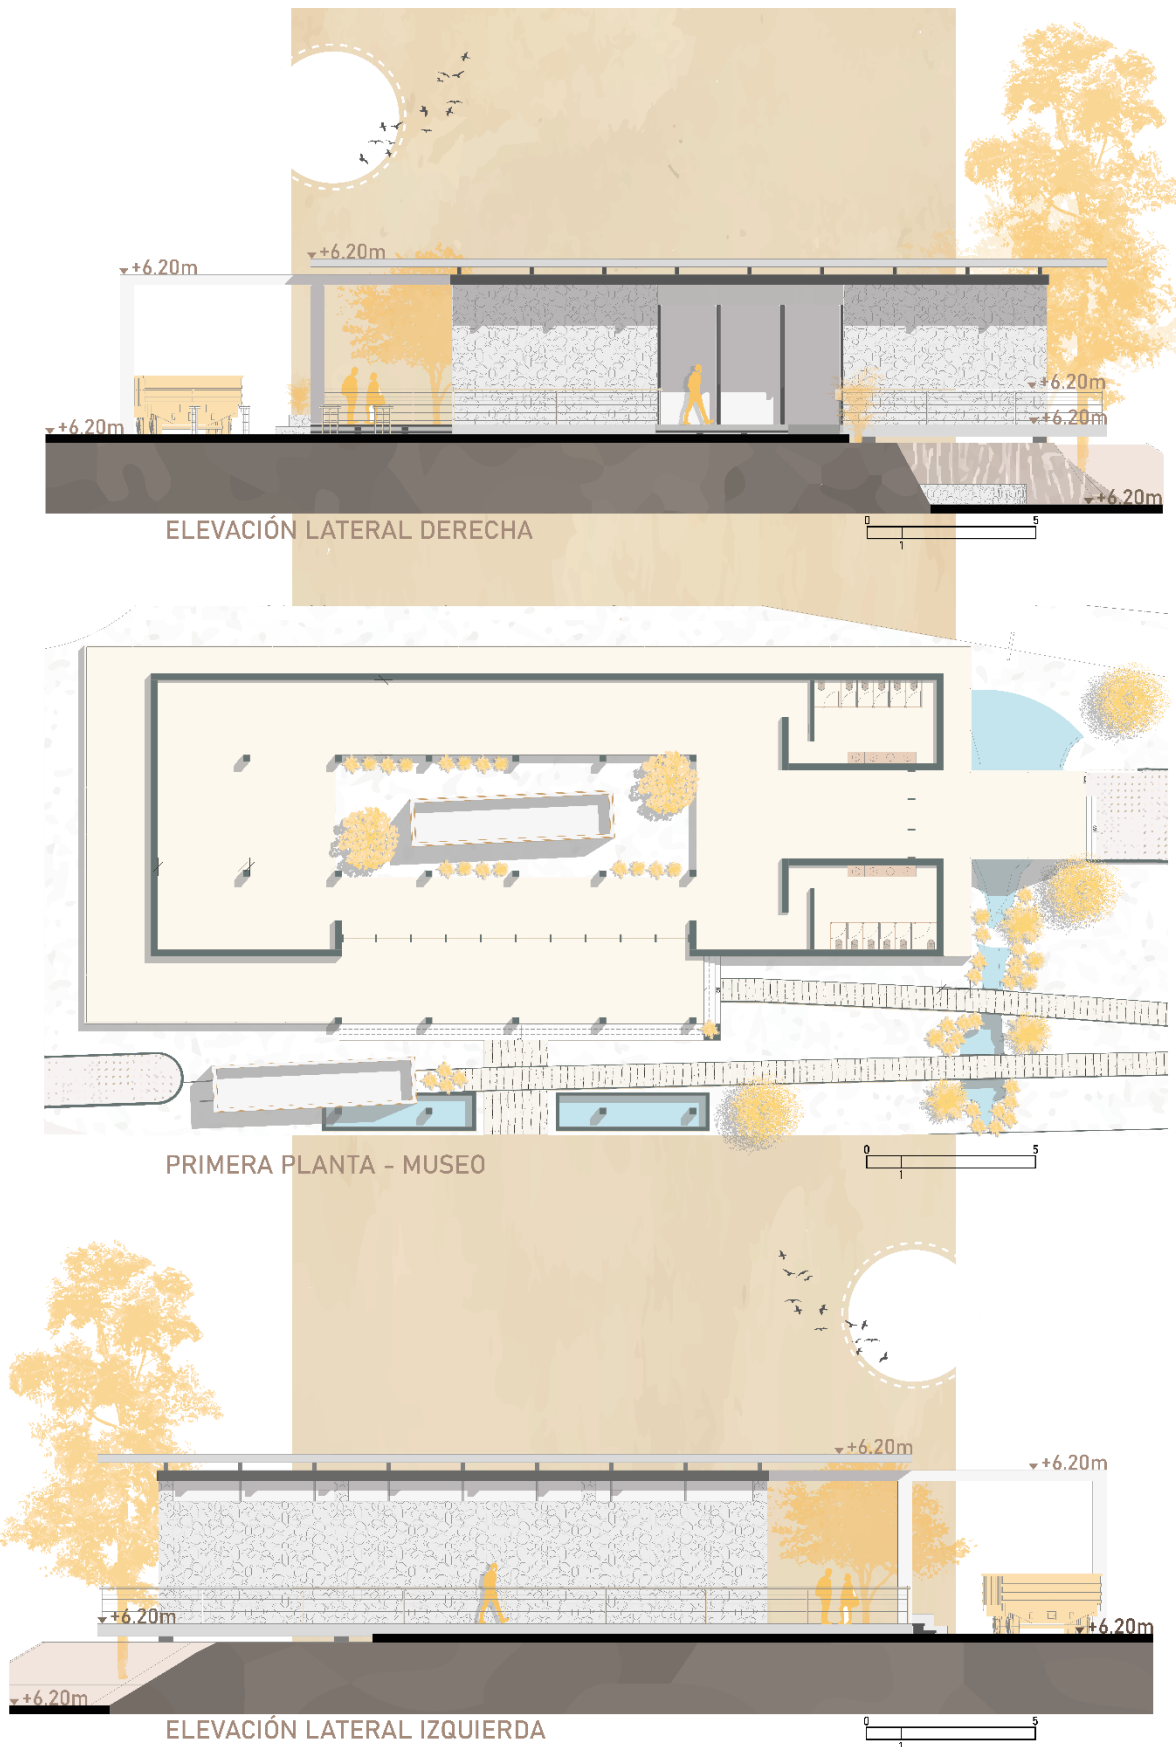 +6.20m
+6.20m
+6.20m
+6.20m
+6.20m
+6.20m
ELEVACIÓN LATERAL DERECHA
0 5
1
PRIMERA PLANTA - MUSEO
0 5
1
+6.20m
+6.20m
+6.20m
+6.20m
+6.20m
ELEVACIÓN LATERAL IZQUIERDA
0 5
1